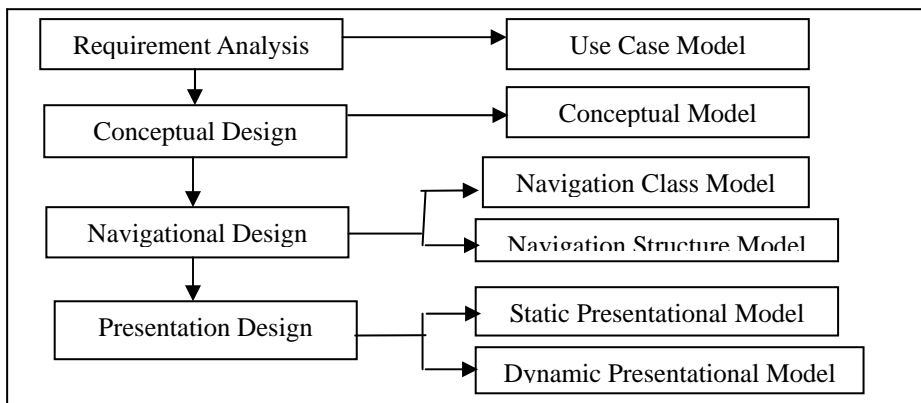 Requirement Analysis
Use Case Model
Conceptual Design
Conceptual Model
Navigation Class Model
Navigational Design
Navigation Structure Model
Static Presentational Model
Presentation Design
Dynamic Presentational Model